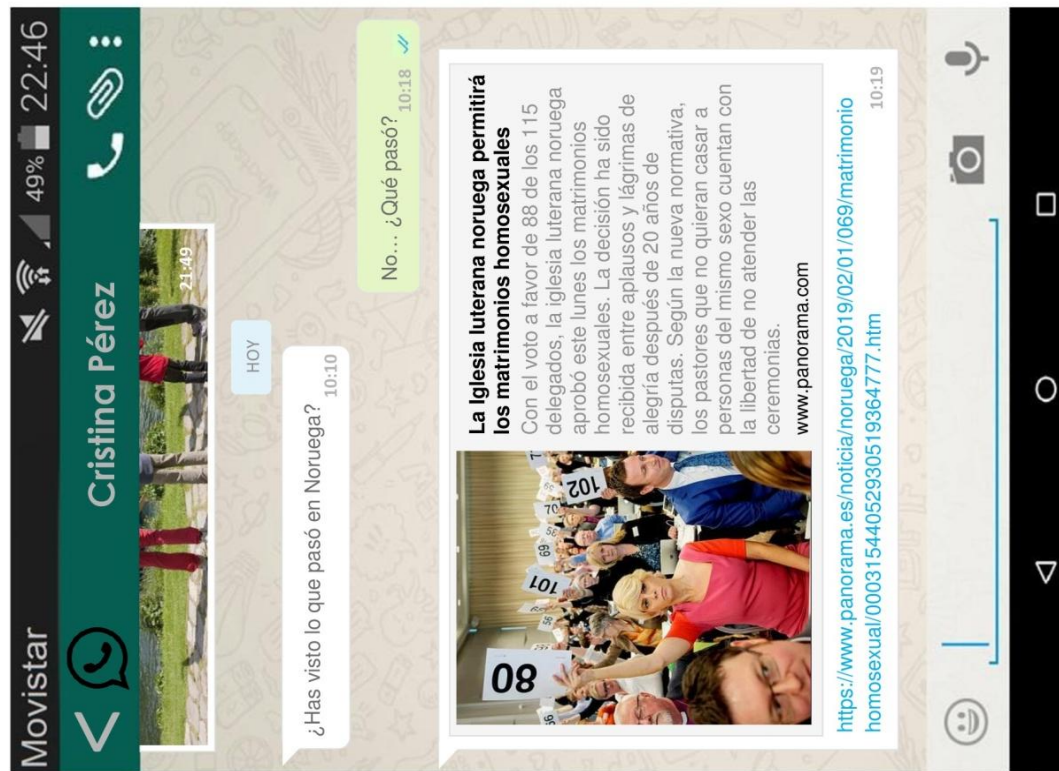 Movistar 49% 22:46
Cristina Pérez
21:49
HOY
¿Has visto lo que pasó en Noruega?
10:10
No... ¿Qué pasó?
10:18
80
56
101
69
58
70
102
La Iglesia luterana noruega permitirá
los matrimonios homosexuales
Con el voto a favor de 88 de los 115
delegados, la iglesia luterana noruega
aprobó este lunes los matrimonios
homosexuales. La decisión ha sido
recibida entre aplausos y lágrimas de
alegría después de 20 años de
disputas. Según la nueva normativa,
los pastores que no quieran casar a
personas del mismo sexo cuentan con
la libertad de no atender las
ceremonias.
www.panorama.com
https://www.panorama.es/noticia/noruega/2019/02/01/069/matrimonio
homosexual/00031544052930519364777.htm
10:19